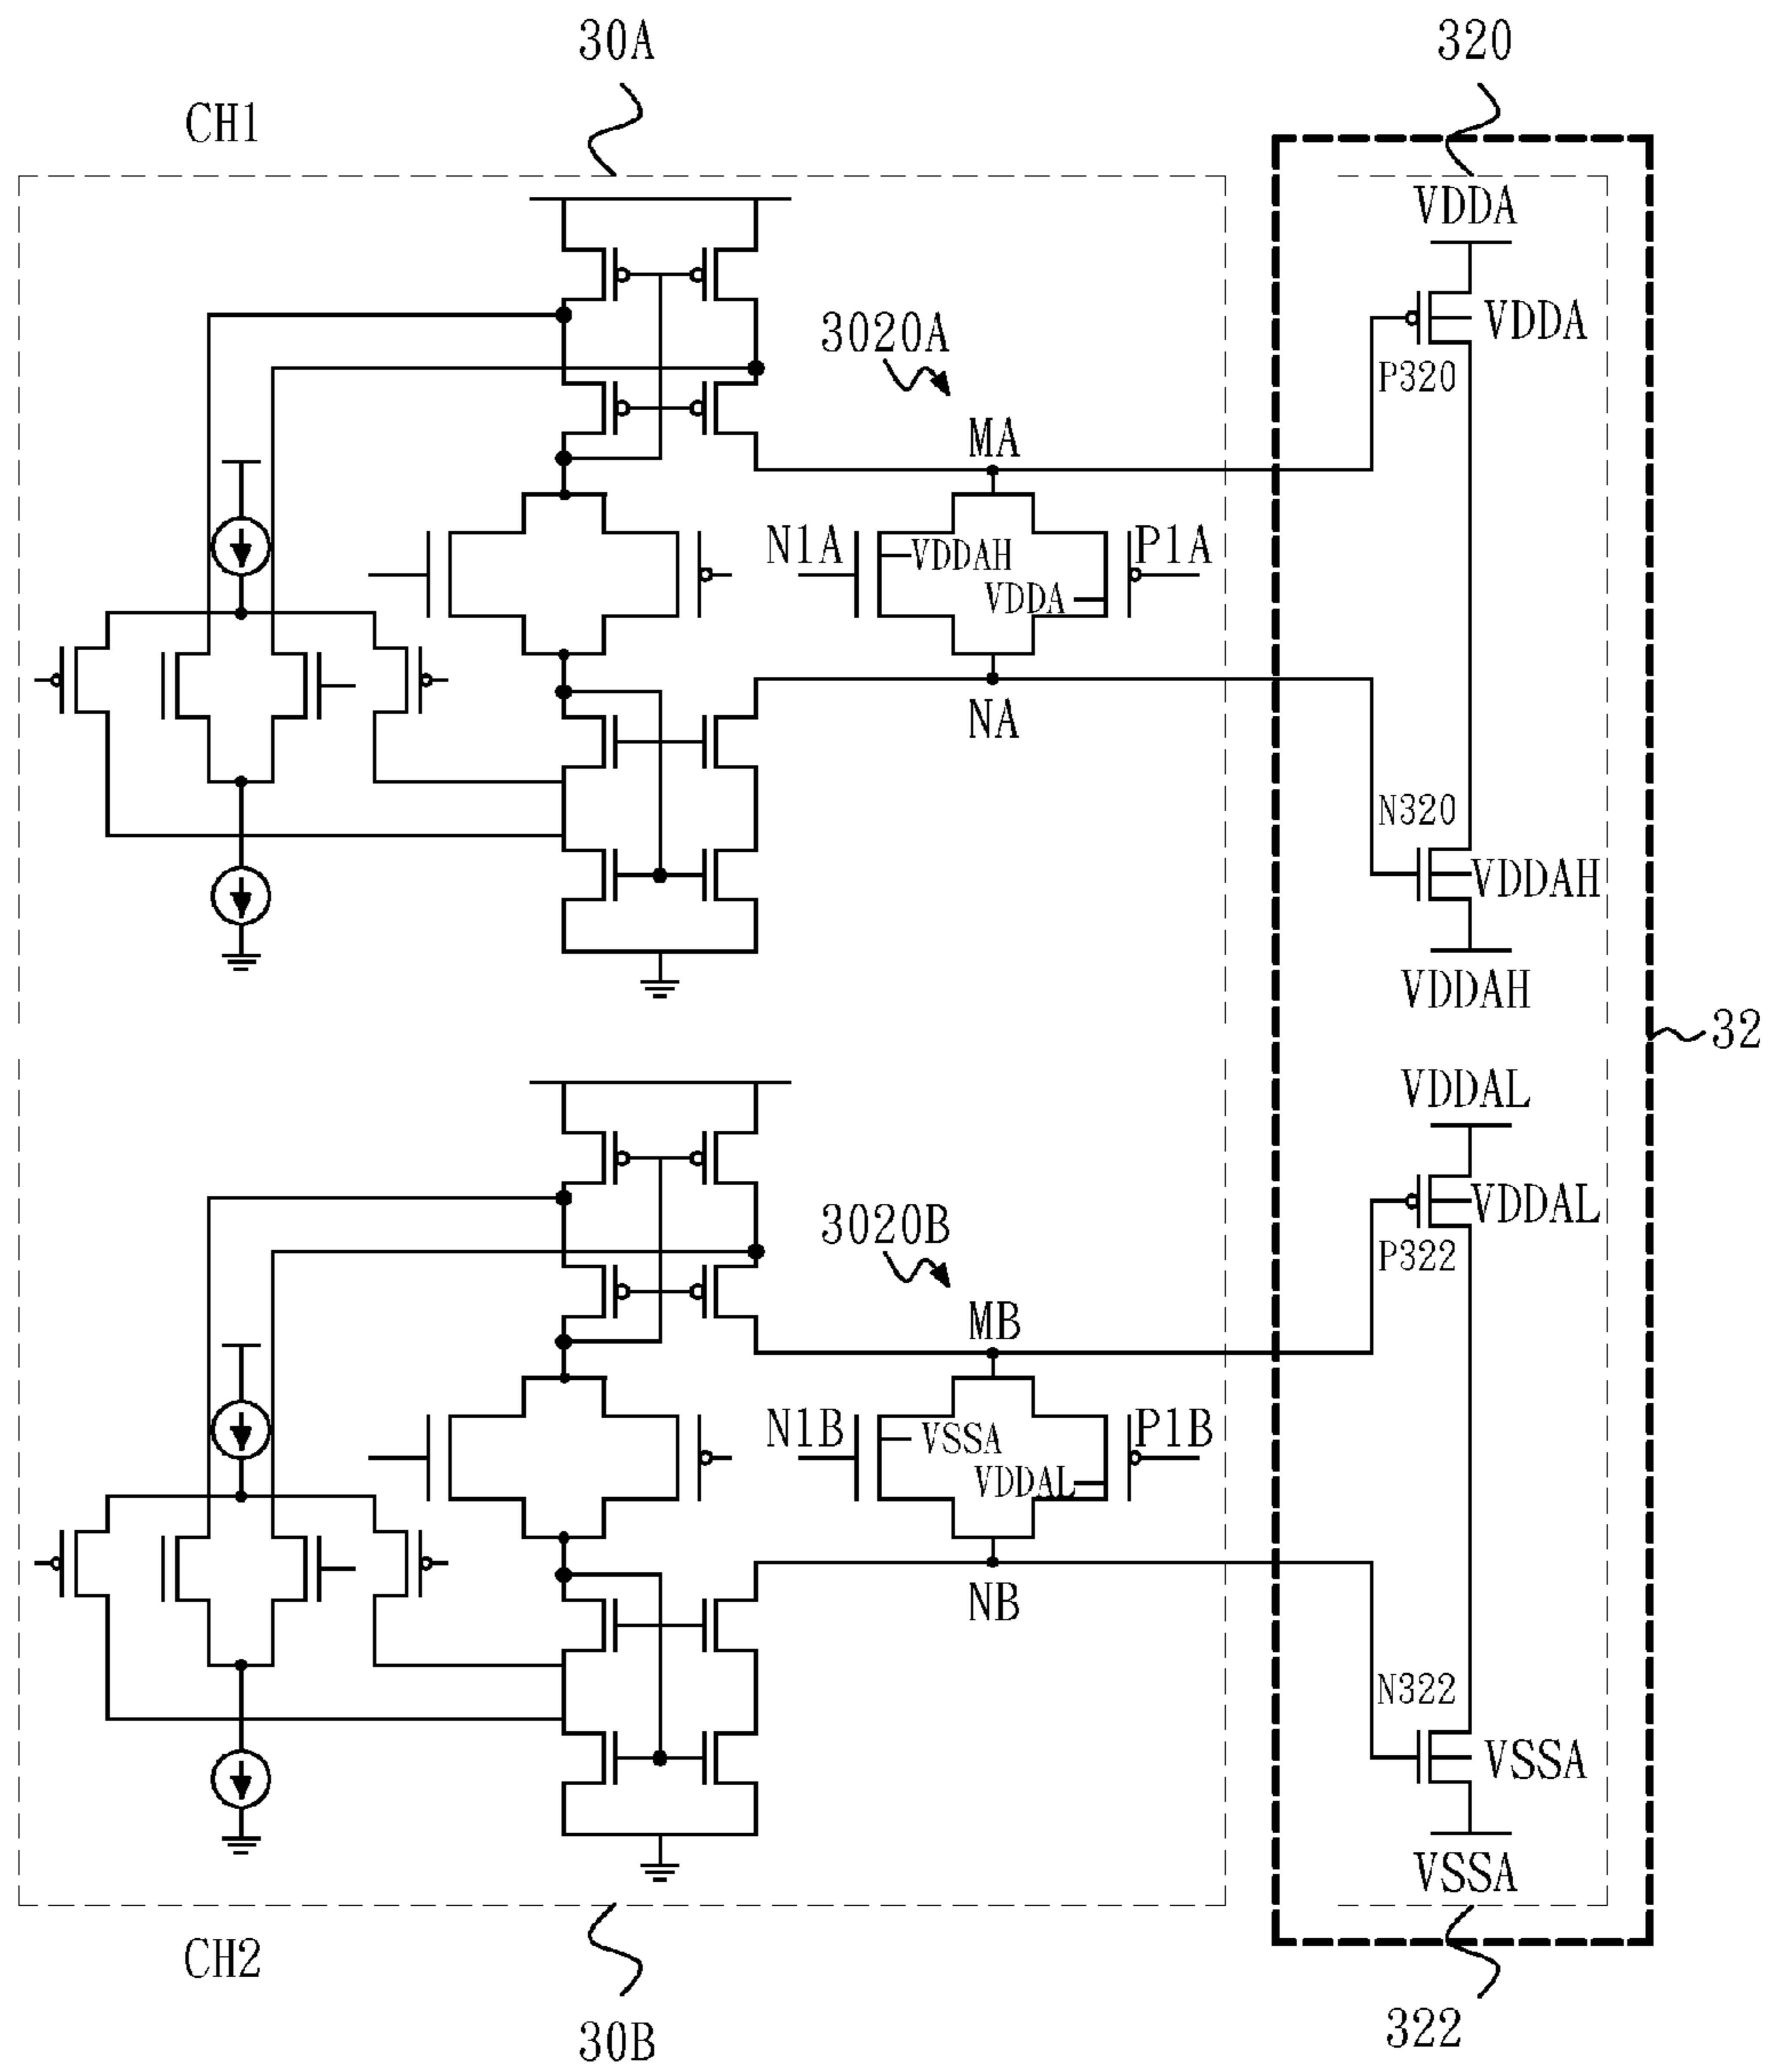 30A
320
CH1
VDDA
3020A
VDDA
P320
MA
N1A
VDDAH
P1A
VDDA
NA
N320
VDDAH
VDDAH
32
VDDAL
3020B
VDDAL
P322
MB
N1B
VSSA
P1B
VDDAL
NB
N322
VSSA
VSSA
CH2
30B
322